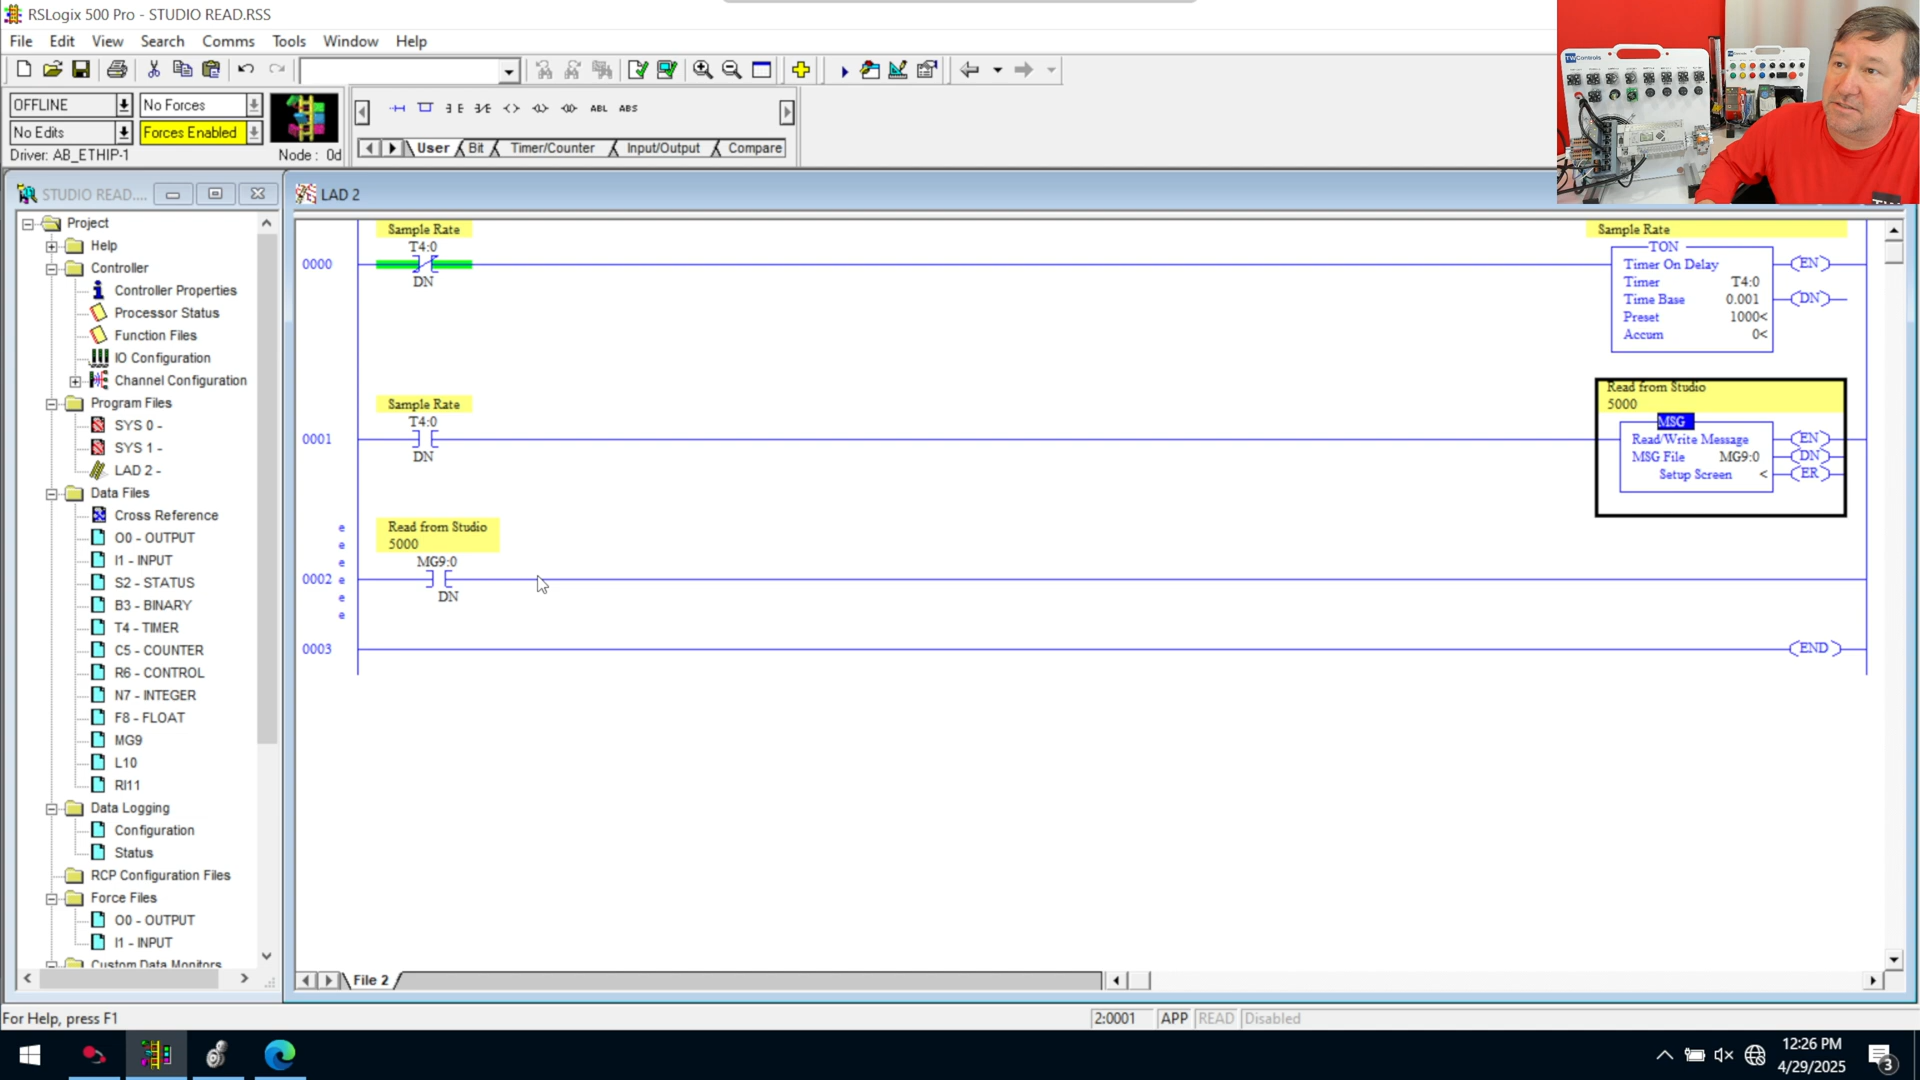 RSLogix 500 Pro - STUDIO READ.RSS
File Edit View Search Comms Tools Window Help
OFFLINE No Forces
No Edits Forces Enabled
Driver: AB_ETHIP-1 Node: 0d
ABL ABS
User Bit Timer/Counter Input/Output Compare
STUDIO READ....
Project
Help
Controller
Controller Properties
Processor Status
Function Files
IO Configuration
Channel Configuration
Program Files
SYS 0 -
SYS 1 -
LAD 2 -
Data Files
Cross Reference
O0 - OUTPUT
I1 - INPUT
S2 - STATUS
B3 - BINARY
T4 - TIMER
C5 - COUNTER
R6 - CONTROL
N7 - INTEGER
F8 - FLOAT
MG9
L10
RI11
Data Logging
Configuration
Status
RCP Configuration Files
Force Files
O0 - OUTPUT
I1 - INPUT
Custom Data Monitors
LAD 2
Sample Rate
T4:0
0000
DN
Sample Rate
TON
Timer On Delay
Timer T4:0
Time Base 0.001
Preset 1000<
Accum 0<
EN
DN
Sample Rate
T4:0
0001
DN
Read from Studio
5000
MSG
Read/Write Message
MSG File MG9:0
Setup Screen <
EN
DN
ER
Read from Studio
5000
MG9:0
0002
DN
e
e
e
e
e
e
0003
END
File 2
TWControls
For Help, press F1
2:0001 APP READ Disabled
12:26 PM
4/29/2025
3